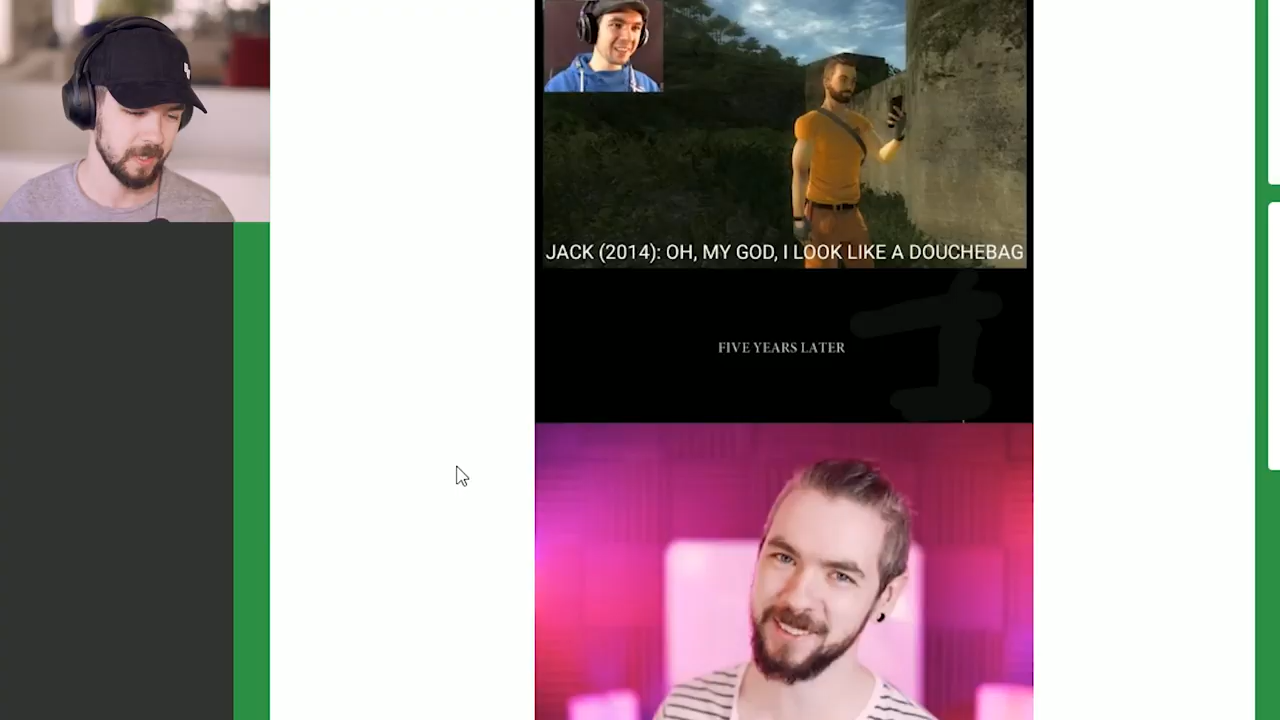 JACK (2014): OH, MY GOD, I LOOK LIKE A DOUCHEBAG
FIVE YEARS LATER